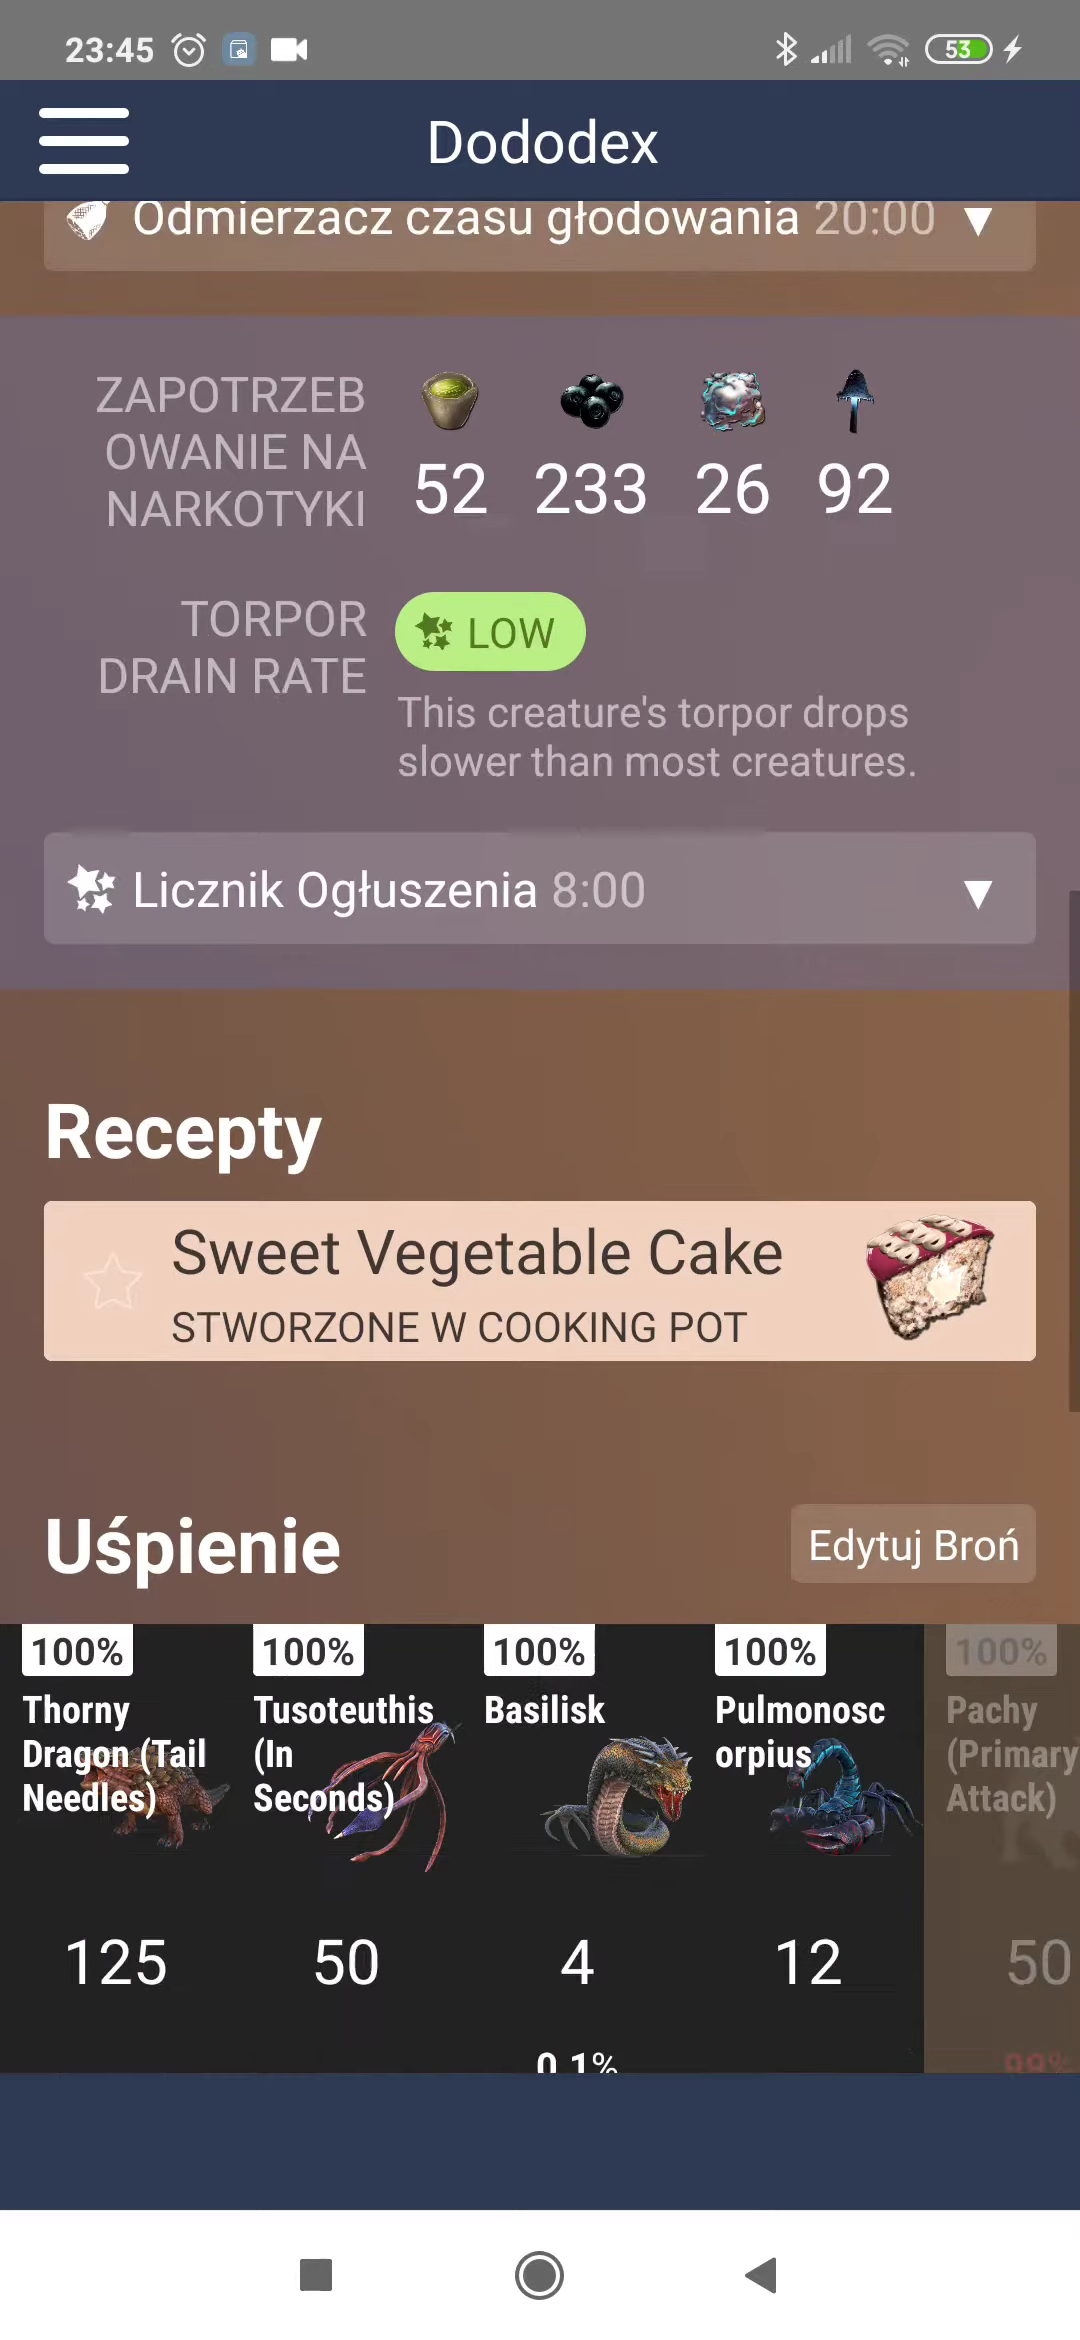 23:45
53
Dododex
Odmierzacz czasu głodowania 20:00 ▼
ZAPOTRZEB
OWANIE NA
NARKOTYKI
52 233 26 92
TORPOR
DRAIN RATE
LOW
This creature's torpor drops
slower than most creatures.
Licznik Ogłuszenia 8:00 ▼
Recepty
Sweet Vegetable Cake
STWORZONE W COOKING POT
Uśpienie
Edytuj Broń
100%
Thorny
Dragon (Tail
Needles)
125
100%
Tusoteuthis
(In
Seconds)
50
100%
Basilisk
4
0.1%
100%
Pulmonosc
orpius
12
100%
Pachy
(Primary
Attack)
50
99%